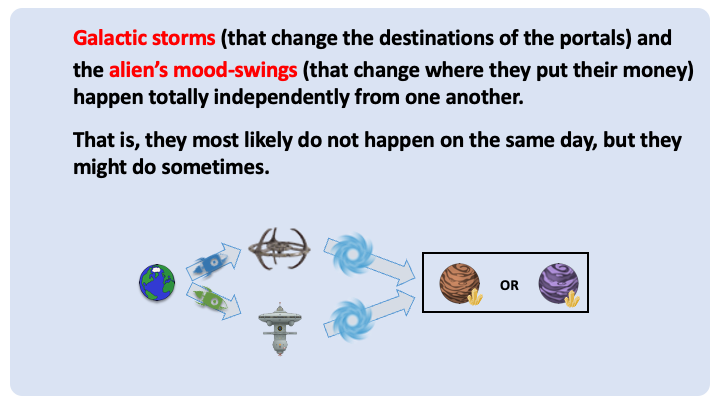 Galactic storms (that change the destinations of the portals) and
the alien’s mood-swings (that change where they put their money)
happen totally independently from one another.
That is, they most likely do not happen on the same day, but they
might do sometimes.
OR